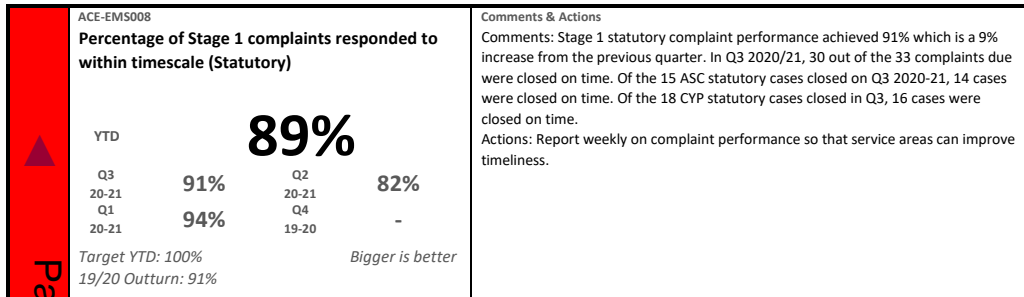 ACE-EMS008
Percentage of Stage 1 complaints responded to
within timescale (Statutory)
YTD
89%
Q3
20-21
91%
Q2
20-21
82%
Q1
20-21
94%
Q4
19-20
-
Target YTD: 100%
Bigger is better
19/20 Outturn: 91%
Comments & Actions
Comments: Stage 1 statutory complaint performance achieved 91% which is a 9%
increase from the previous quarter. In Q3 2020/21, 30 out of the 33 complaints due
were closed on time. Of the 15 ASC statutory cases closed on Q3 2020-21, 14 cases
were closed on time. Of the 18 CYP statutory cases closed in Q3, 16 cases were
closed on time.
Actions: Report weekly on complaint performance so that service areas can improve
timeliness.
Pa